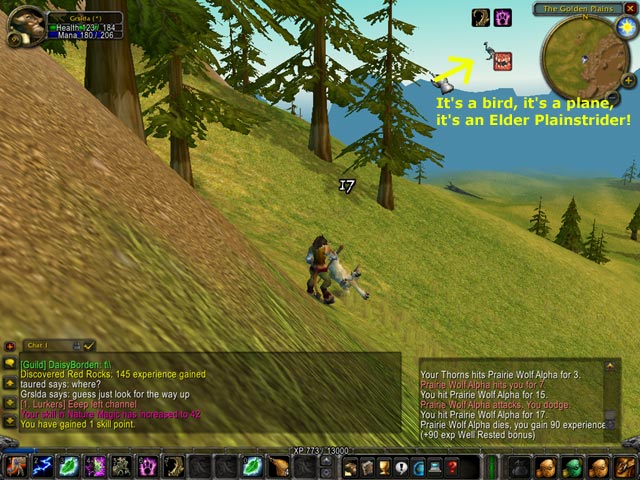 Grslda (*)
Health 123 / 184
Mana 180 / 206
The Golden Plains
N
It's a bird, it's a plane,
it's an Elder Plainstrider!
17
Chat 1
[Guild] DaisyBorden: t\\
Discovered Red Rocks: 145 experience gained
taured says: where?
Grslda says: guess just look for the way up
[1. Lurkers] Eeep left channel
Your skill in Nature Magic has increased to 42
You have gained 1 skill point.
Your Thorns hits Prairie Wolf Alpha for 3.
Prairie Wolf Alpha hits you for 7
You hit Prairie Wolf Alpha for 15.
Prairie Wolf Alpha attacks. You dodge.
You hit Prairie Wolf Alpha for 17.
Prairie Wolf Alpha dies, you gain 90 experience
(+90 exp Well Rested bonus)
XP 773 / 13000